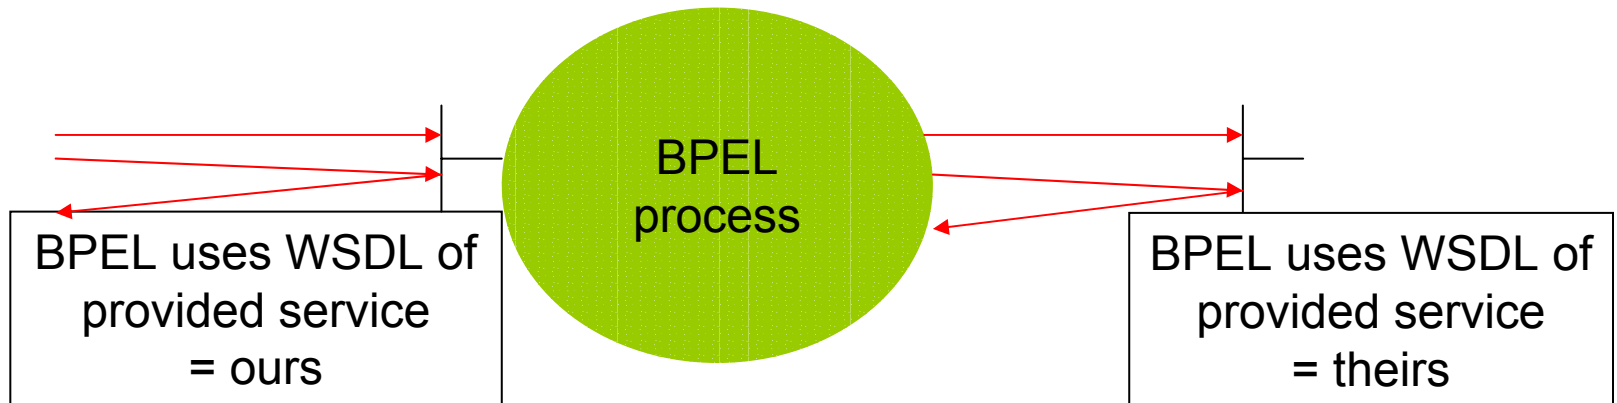 BPEL
process
BPEL uses WSDL of
provided service
= ours
BPEL uses WSDL of
provided service
= theirs